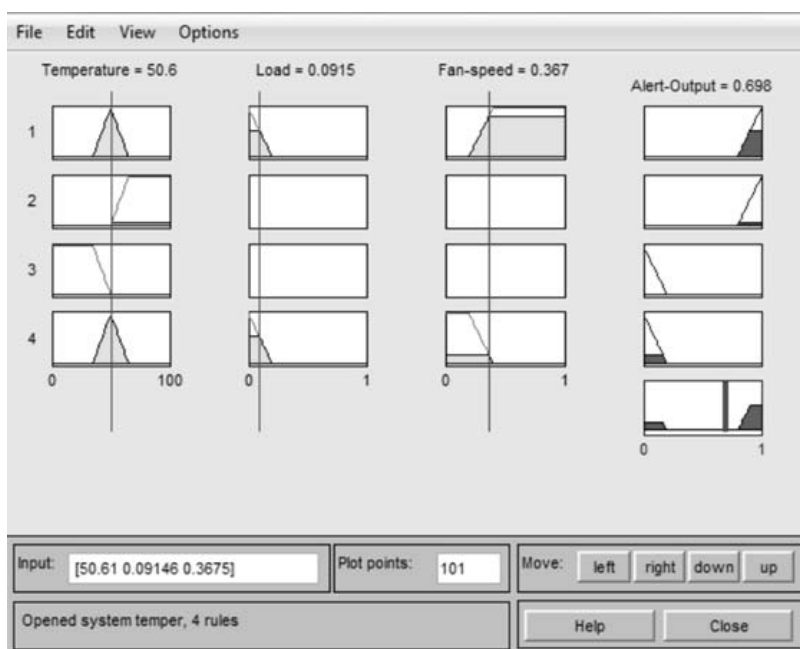 File Edit View Options
Temperature = 50.6 Load = 0.0915 Fan-speed = 0.367
Alert-Output = 0.698
1
2
3
4
0 100 0 1 0 1
0 1
Input: [50.61 0.09146 0.3675] Plot points: 101 Move: left right down up
Opened system temper, 4 rules Help Close